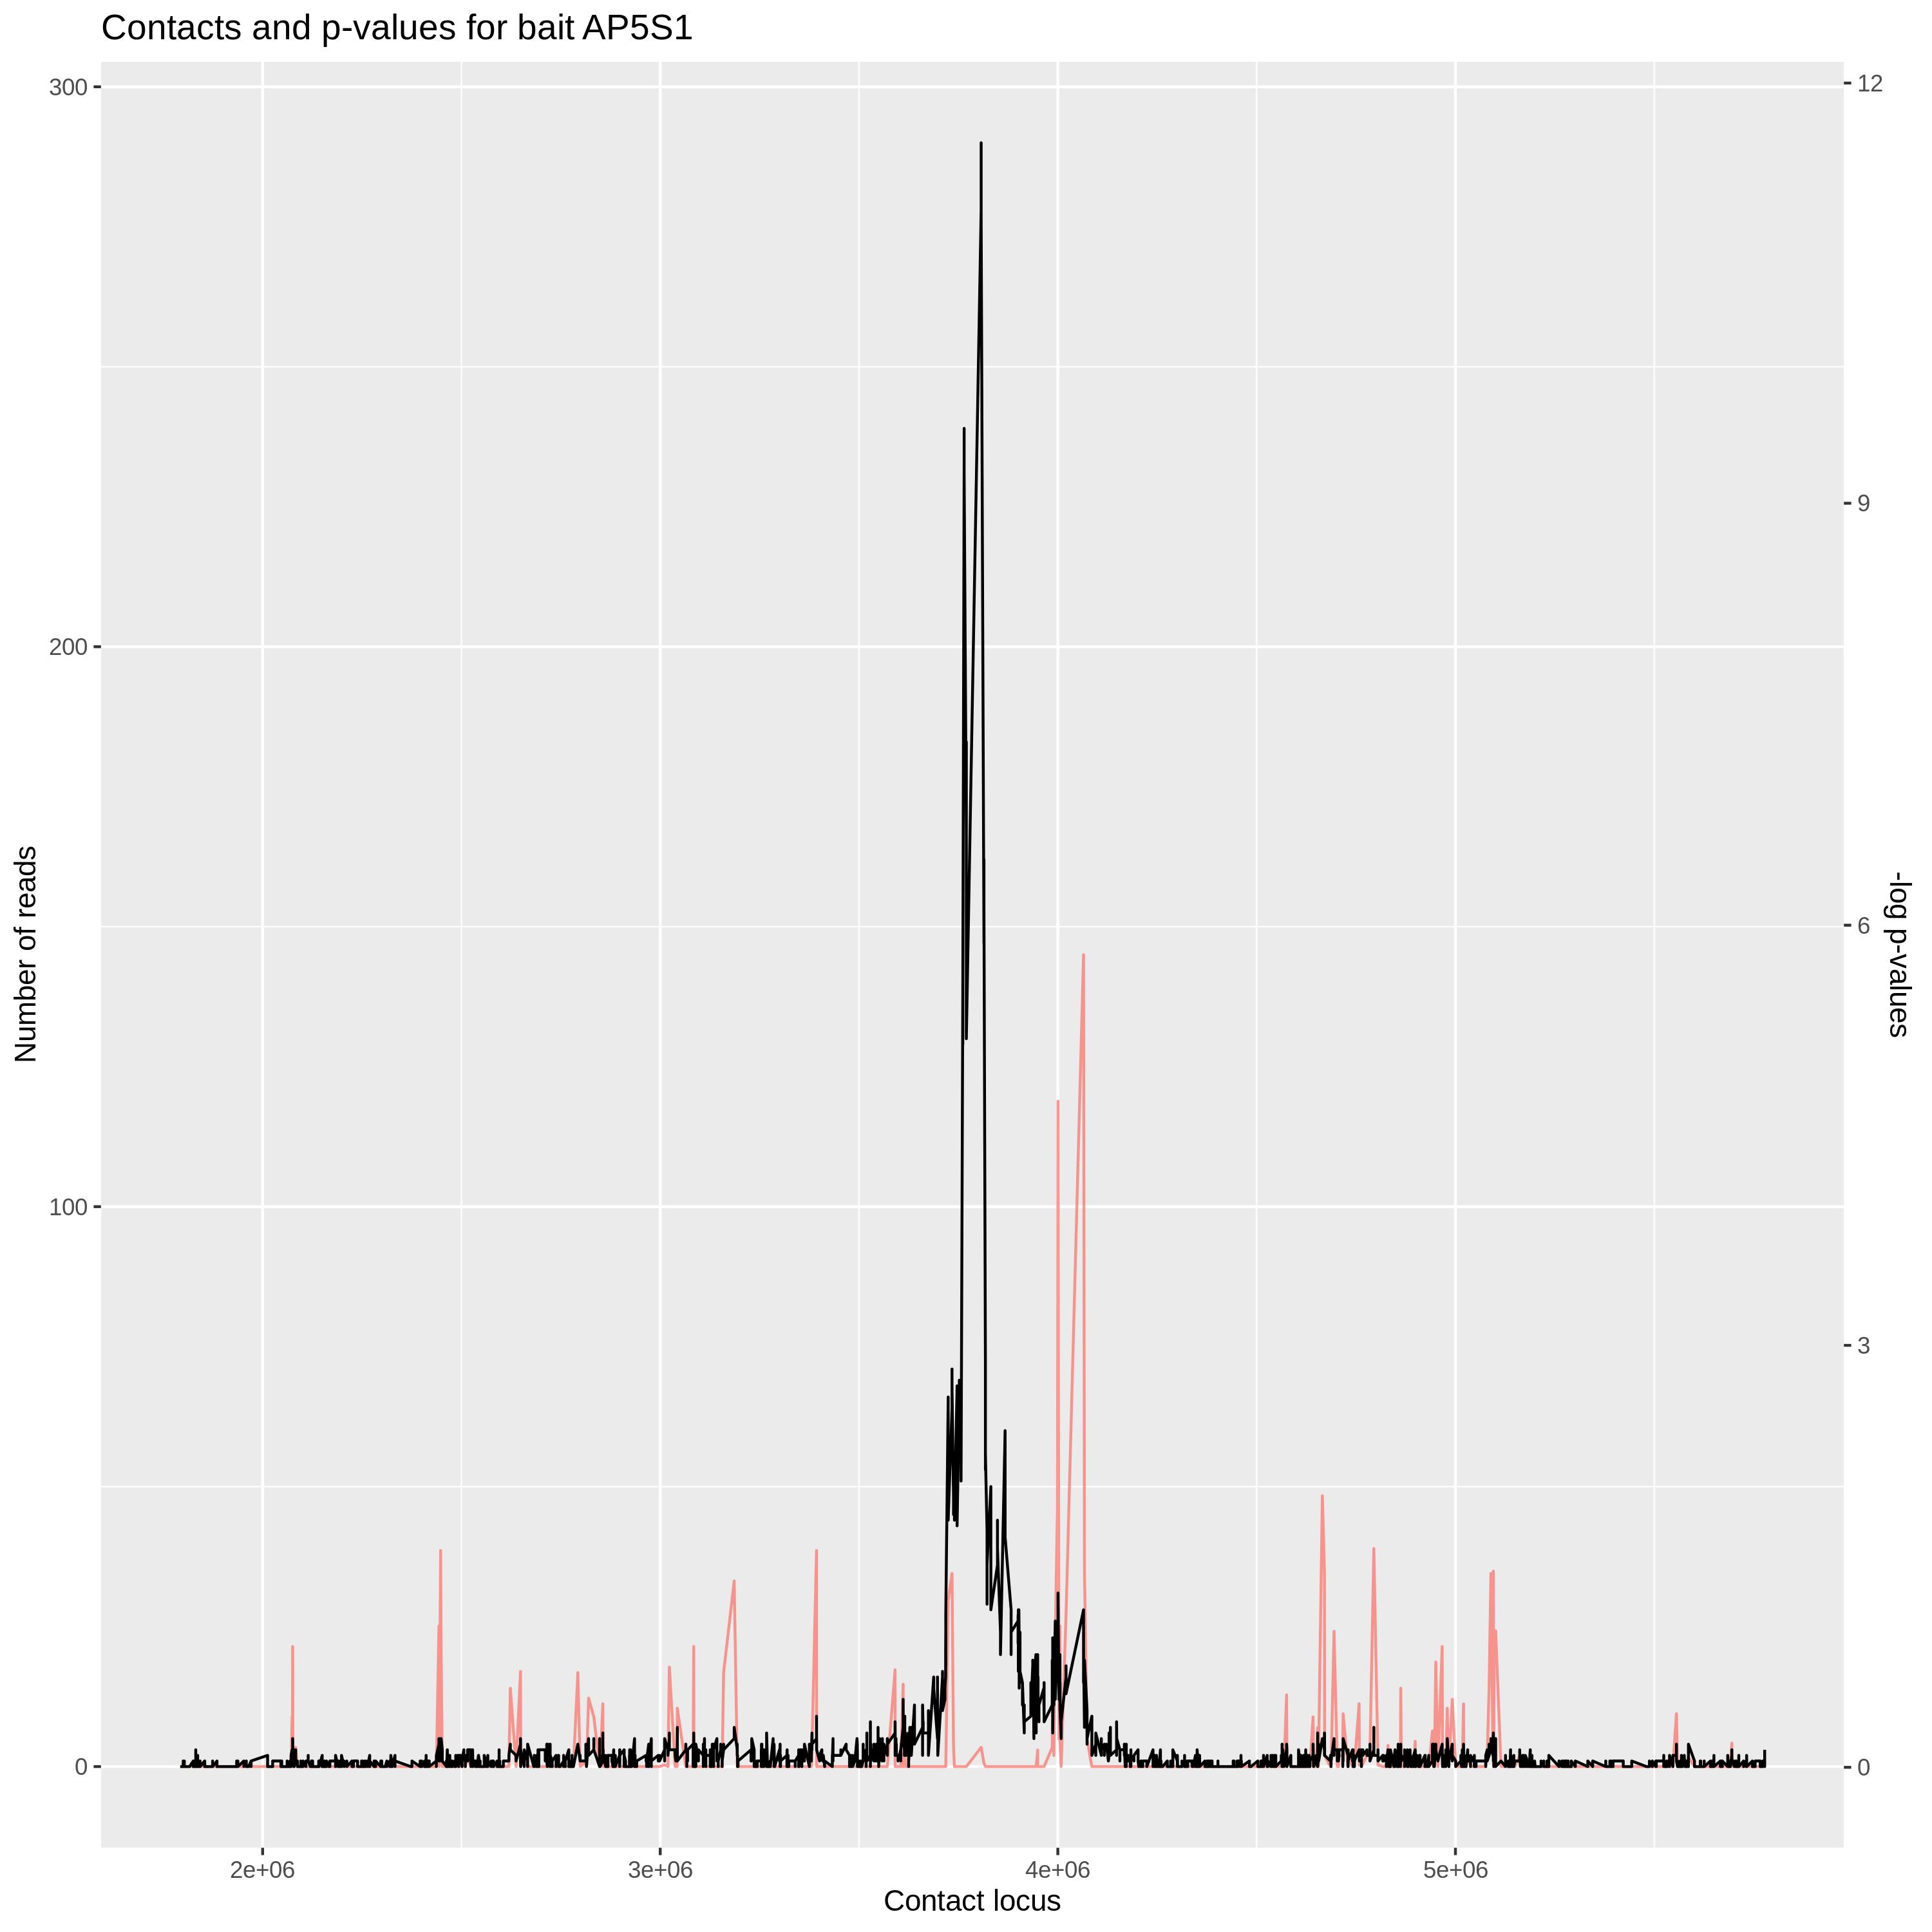 Contacts and p-values for bait AP5S1
300
200
100
0
12
9
6
3
0
Number of reads
-log p-values
2e+06
3e+06
4e+06
5e+06
Contact locus